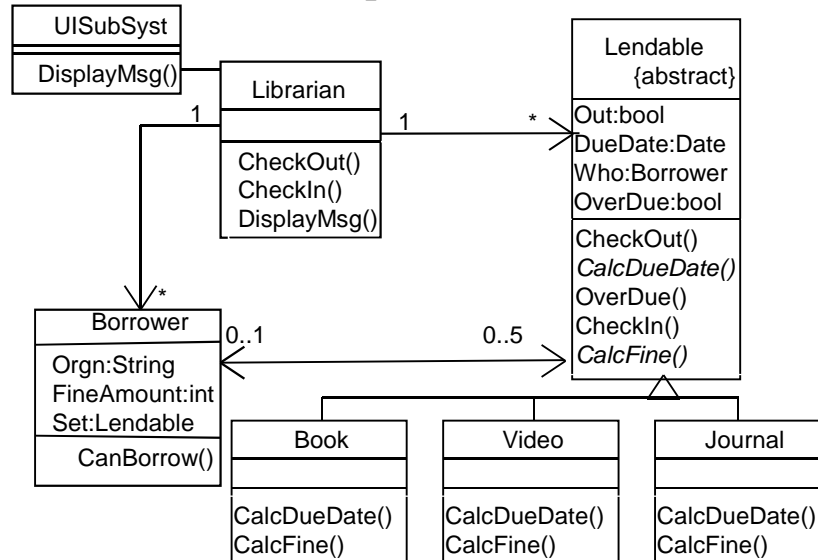 UISubSyst
DisplayMsg()
Librarian
CheckOut()
CheckIn()
DisplayMsg()
Lendable
{abstract}
Out:bool
DueDate:Date
Who:Borrower
OverDue:bool
CheckOut()
CalcDueDate()
OverDue()
CheckIn()
CalcFine()
1
1
*
*
Borrower
Orgn:String
FineAmount:int
Set:Lendable
CanBorrow()
0..1
0..5
Book
CalcDueDate()
CalcFine()
Video
CalcDueDate()
CalcFine()
Journal
CalcDueDate()
CalcFine()